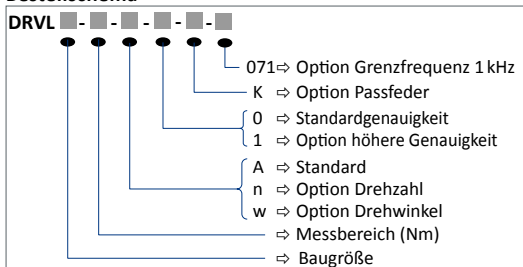 DRVL - - - - -
071⇨ Option Grenzfrequenz 1 kHz
K ⇨ Option Passfeder
0 ⇨ Standardgenauigkeit
1 ⇨ Option höhere Genauigkeit
A ⇨ Standard
n ⇨ Option Drehzahl
w ⇨ Option Drehwinkel
⇨ Messbereich (Nm)
⇨ Baugröße